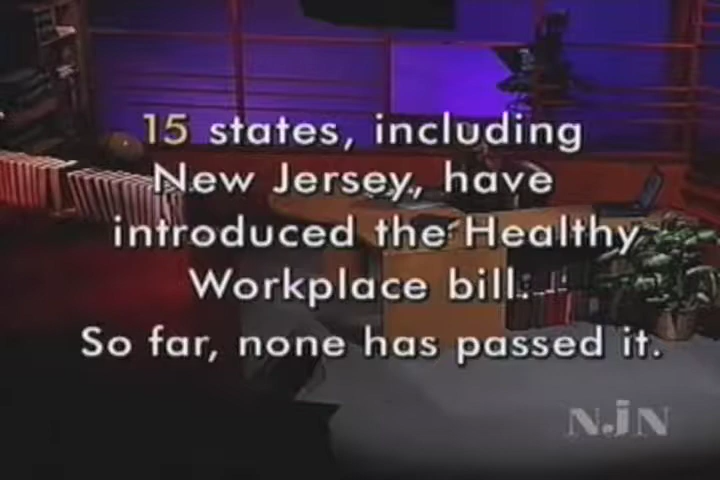 15 states, including
New Jersey, have
introduced the Healthy
Workplace bill.
So far, none has passed it.
NJN